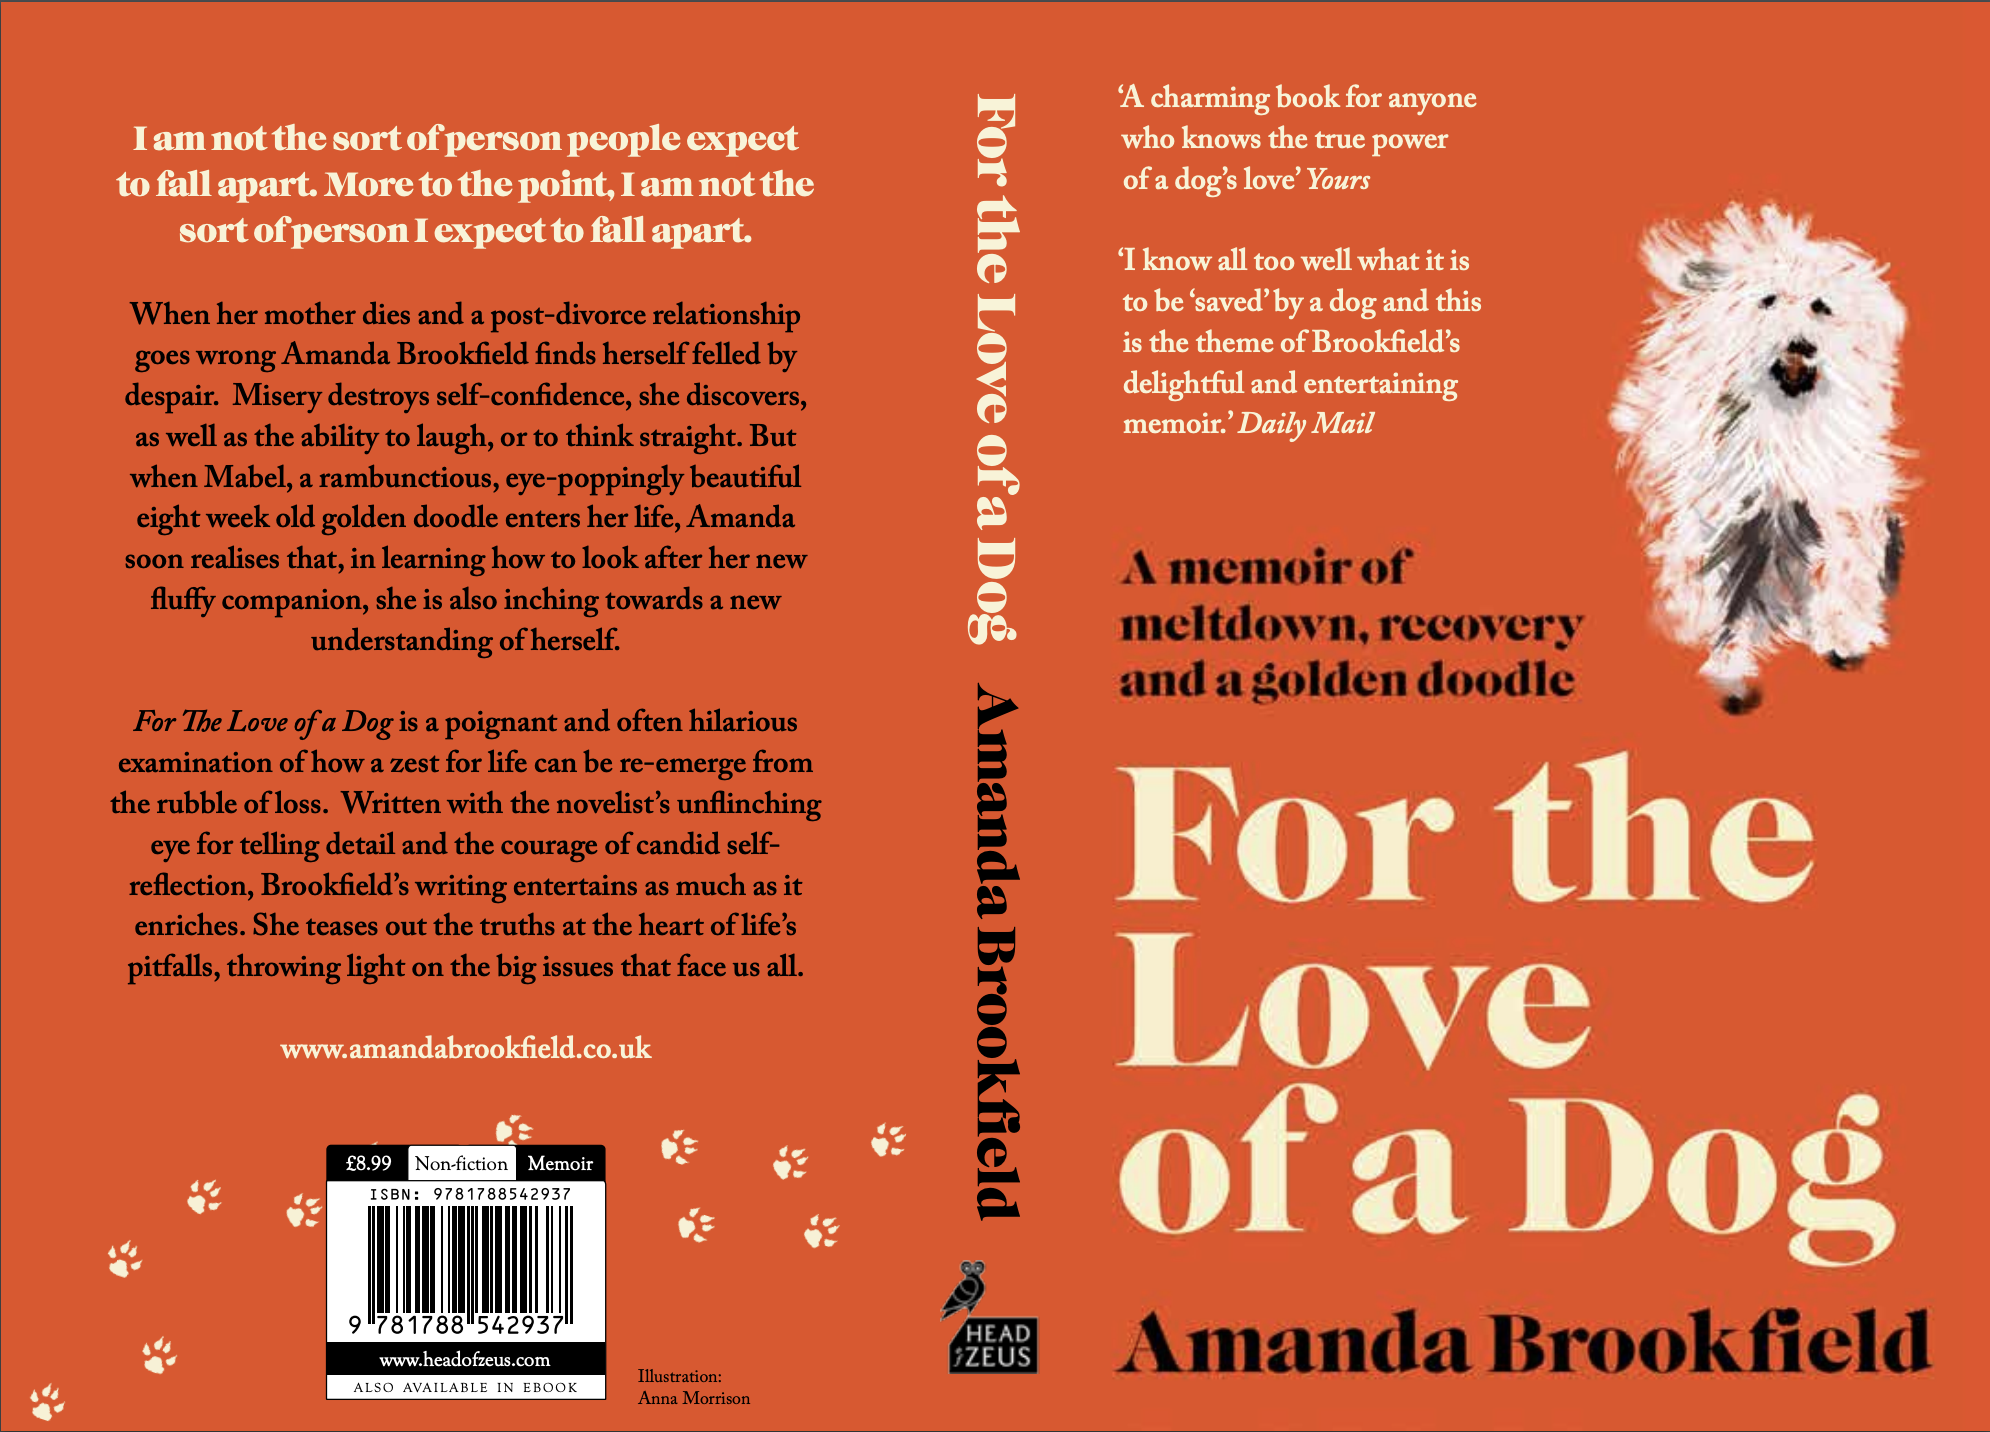 I am not the sort of person people expect
to fall apart. More to the point, I am not the
sort of person I expect to fall apart.
When her mother dies and a post-divorce relationship
goes wrong Amanda Brookfield finds herself felled by
despair.  Misery destroys self-confidence, she discovers,
as well as the ability to laugh, or to think straight. But
when Mabel, a rambunctious, eye-poppingly beautiful
eight week old golden doodle enters her life, Amanda
soon realises that, in learning how to look after her new
fluffy companion, she is also inching towards a new
understanding of herself.
For The Love of a Dog is a poignant and often hilarious
examination of how a zest for life can be re-emerge from
the rubble of loss.  Written with the novelist’s unflinching
eye for telling detail and the courage of candid self-
reflection, Brookfield’s writing entertains as much as it
enriches. She teases out the truths at the heart of life’s
pitfalls, throwing light on the big issues that face us all.
www.amandabrookfield.co.uk
£8.99 Non-fiction Memoir
ISBN: 9781788542937
9 781788 542937
www.headofzeus.com
ALSO AVAILABLE IN EBOOK
Illustration:
Anna Morrison
For the Love of a Dog Amanda Brookfield
HEAD
of ZEUS
‘A charming book for anyone
who knows the true power
of a dog’s love’ Yours
‘I know all too well what it is
to be ‘saved’ by a dog and this
is the theme of Brookfield’s
delightful and entertaining
memoir.’ Daily Mail
A memoir of
meltdown, recovery
and a golden doodle
For the
Love
of a Dog
Amanda Brookfield